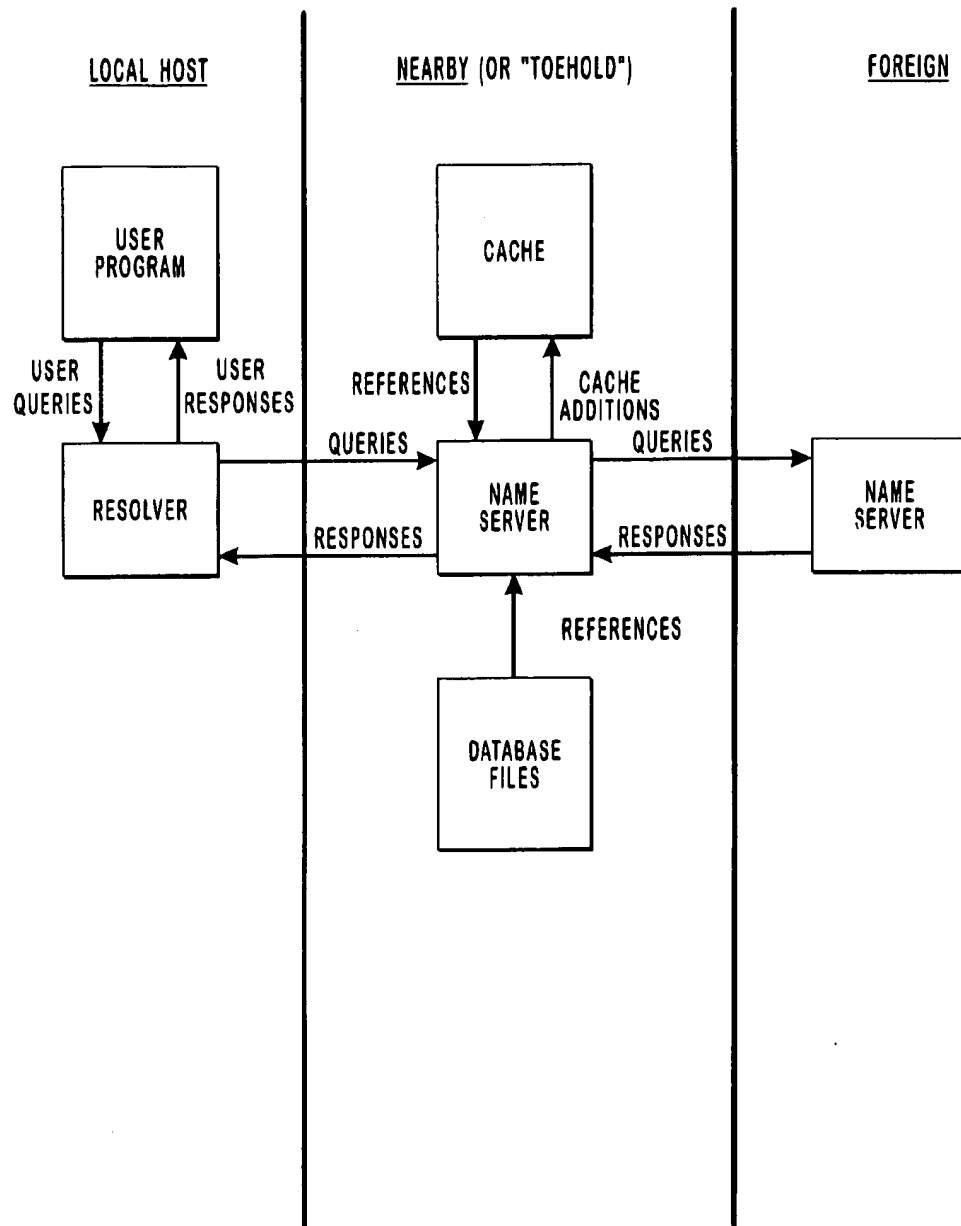 LOCAL HOST
NEARBY (OR "TOEHOLD")
FOREIGN
USER
PROGRAM
CACHE
USER
QUERIES
USER
RESPONSES
REFERENCES
CACHE
ADDITIONS
QUERIES
QUERIES
RESOLVER
NAME
SERVER
NAME
SERVER
RESPONSES
RESPONSES
REFERENCES
DATABASE
FILES